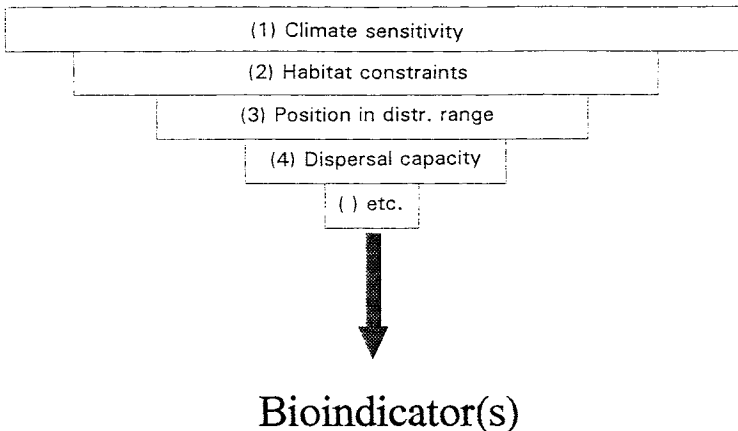 (1) Climate sensitivity
(2) Habitat constraints
(3) Position in distr. range
(4) Dispersal capacity
( ) etc.
Bioindicator(s)